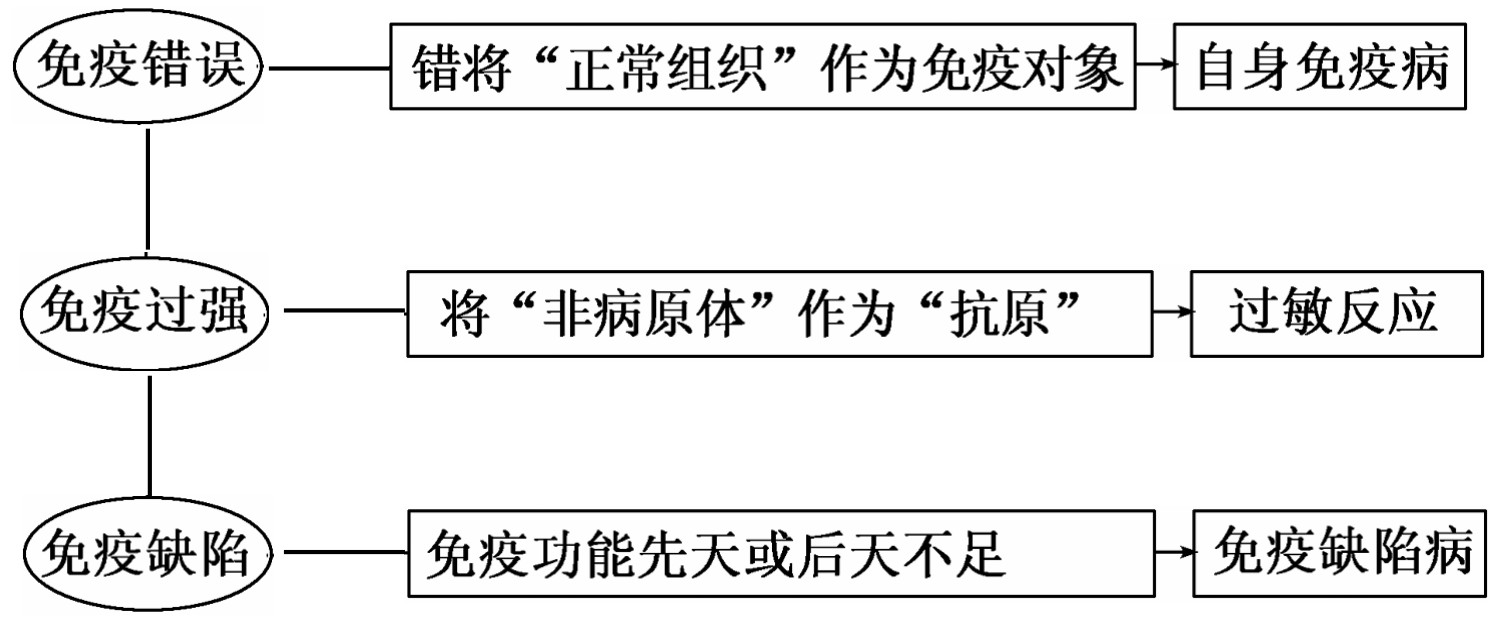 免疫错误 错将“正常组织”作为免疫对象 自身免疫病
免疫过强 将“非病原体”作为“抗原” 过敏反应
免疫缺陷 免疫功能先天或后天不足 免疫缺陷病